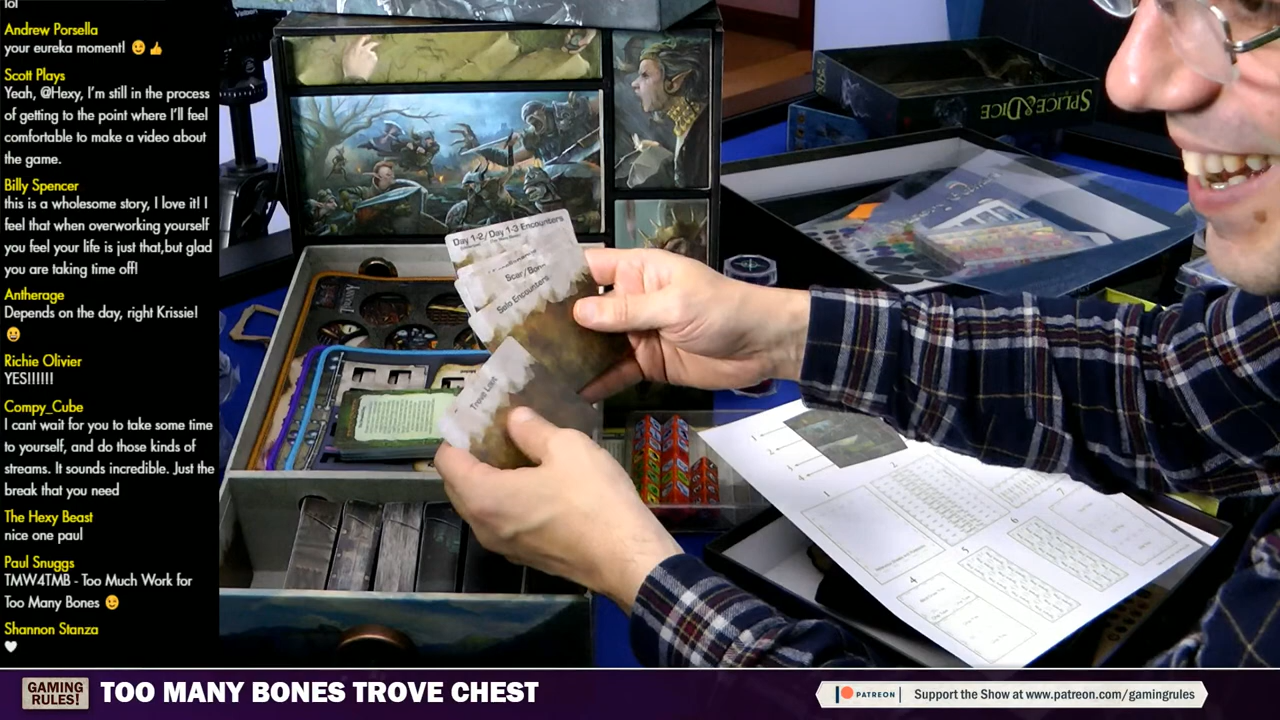 lol
Andrew Porsella
your eureka moment! 😉👍
Scott Plays
Yeah, @Hexy, I'm still in the process
of getting to the point where I'll feel
comfortable to make a video about
the game.
Billy Spencer
this is a wholesome story, I love it! I
feel that when overworking yourself
you feel your life is just that,but glad
you are taking time off!
Antherage
Depends on the day, right Krissie!
😀
Richie Olivier
YES!!!!!!
Compy_Cube
I cant wait for you to take some time
to yourself, and do those kinds of
streams. It sounds incredible. Just the
break that you need
The Hexy Beast
nice one paul
Paul Snuggs
TMW4TMB - Too Much Work for
Too Many Bones 😉
Shannon Stanza
🤍
Day 1-2/Day 1-3 Encounters
Solo Encounters
Trove Loot
SPLICE&DICE
GAMING
RULES!
TOO MANY BONES TROVE CHEST
PATREON
Support the Show at www.patreon.com/gamingrules